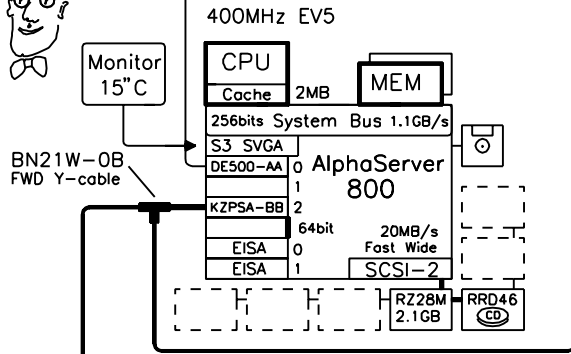 400MHz EV5
Monitor
15"C
CPU
Cache
2MB
MEM
256bits System Bus 1.1GB/s
S3 SVGA
DE500-AA 0
1
KZPSA-BB 2
64bit
EISA 0
EISA 1
AlphaServer
800
20MB/s
Fast Wide
SCSI-2
BN21W-0B
FWD Y-cable
RZ28M
2.1GB
RRD46
CD